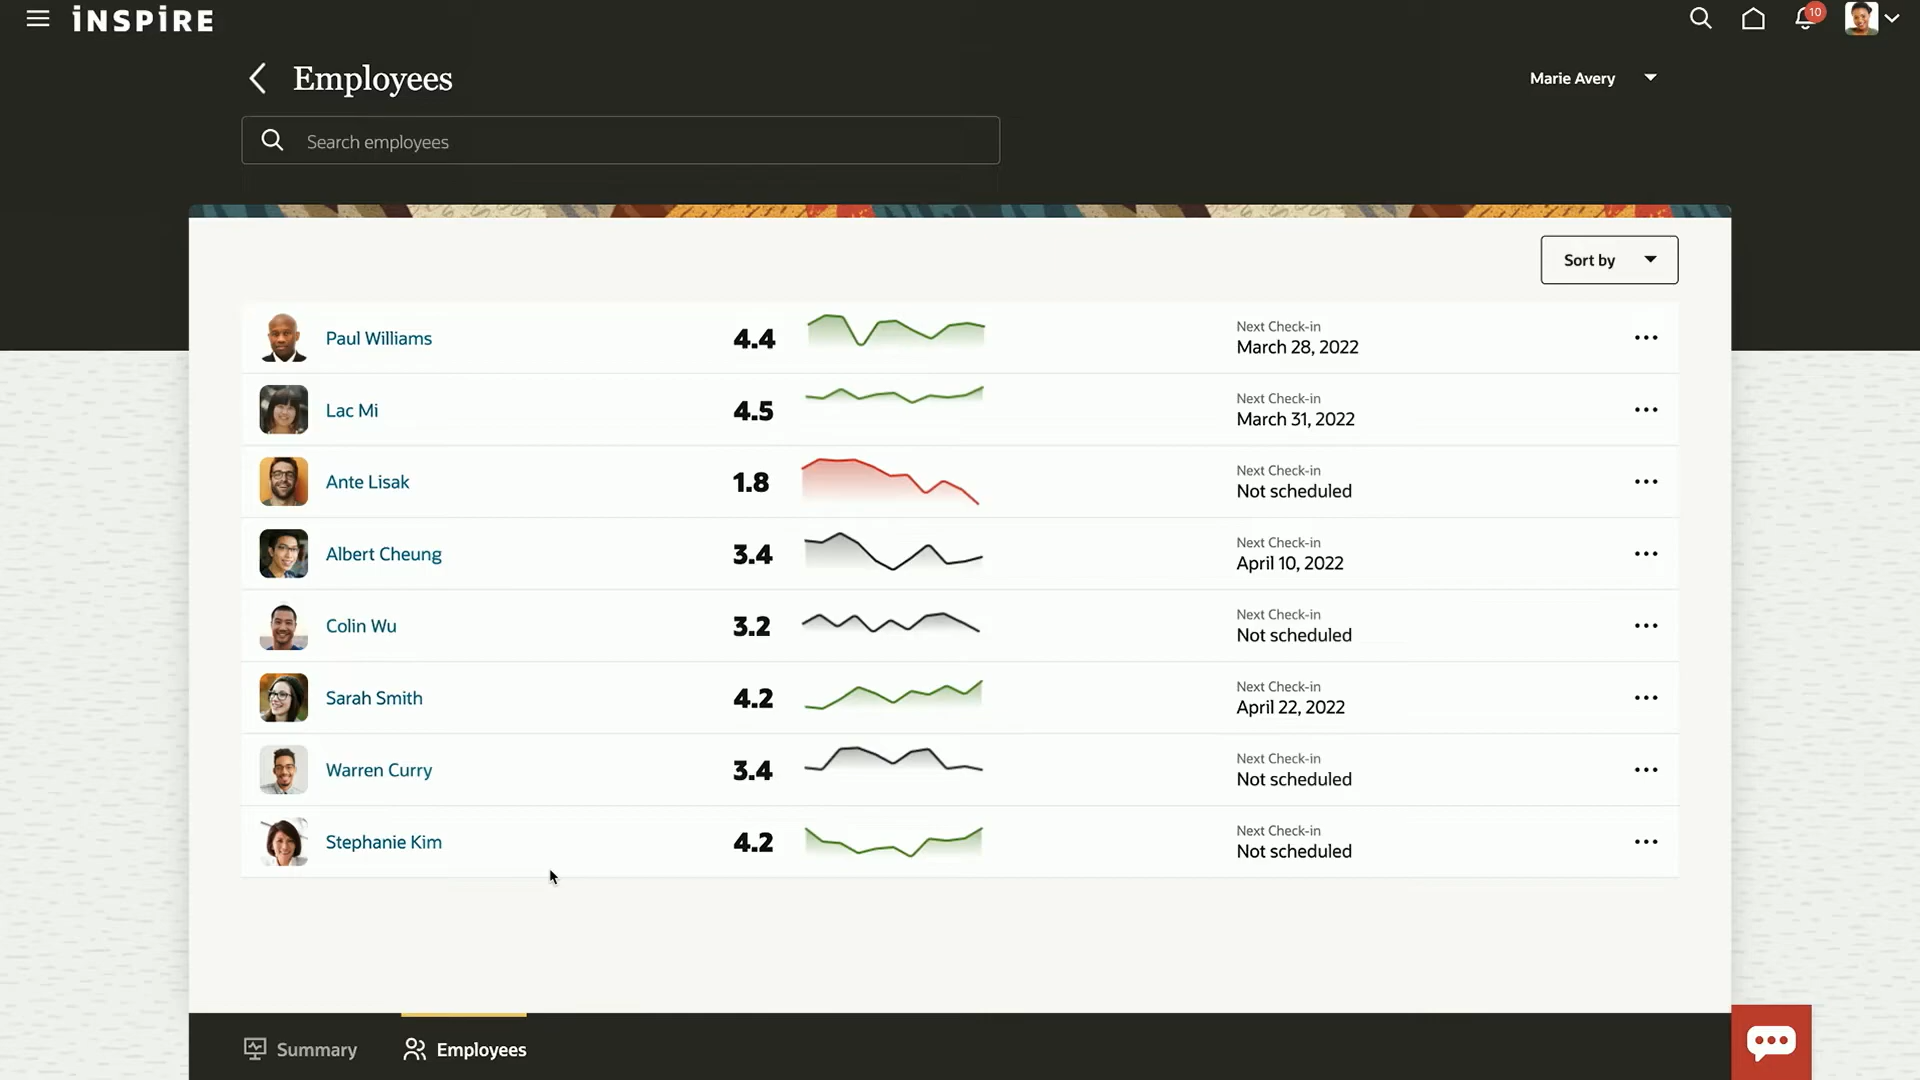 iNSPiRE
10
Employees
Marie Avery
Search employees
Sort by
Paul Williams
4.4
Next Check-in
March 28, 2022
Lac Mi
4.5
Next Check-in
March 31, 2022
Ante Lisak
1.8
Next Check-in
Not scheduled
Albert Cheung
3.4
Next Check-in
April 10, 2022
Colin Wu
3.2
Next Check-in
Not scheduled
Sarah Smith
4.2
Next Check-in
April 22, 2022
Warren Curry
3.4
Next Check-in
Not scheduled
Stephanie Kim
4.2
Next Check-in
Not scheduled
Summary
Employees